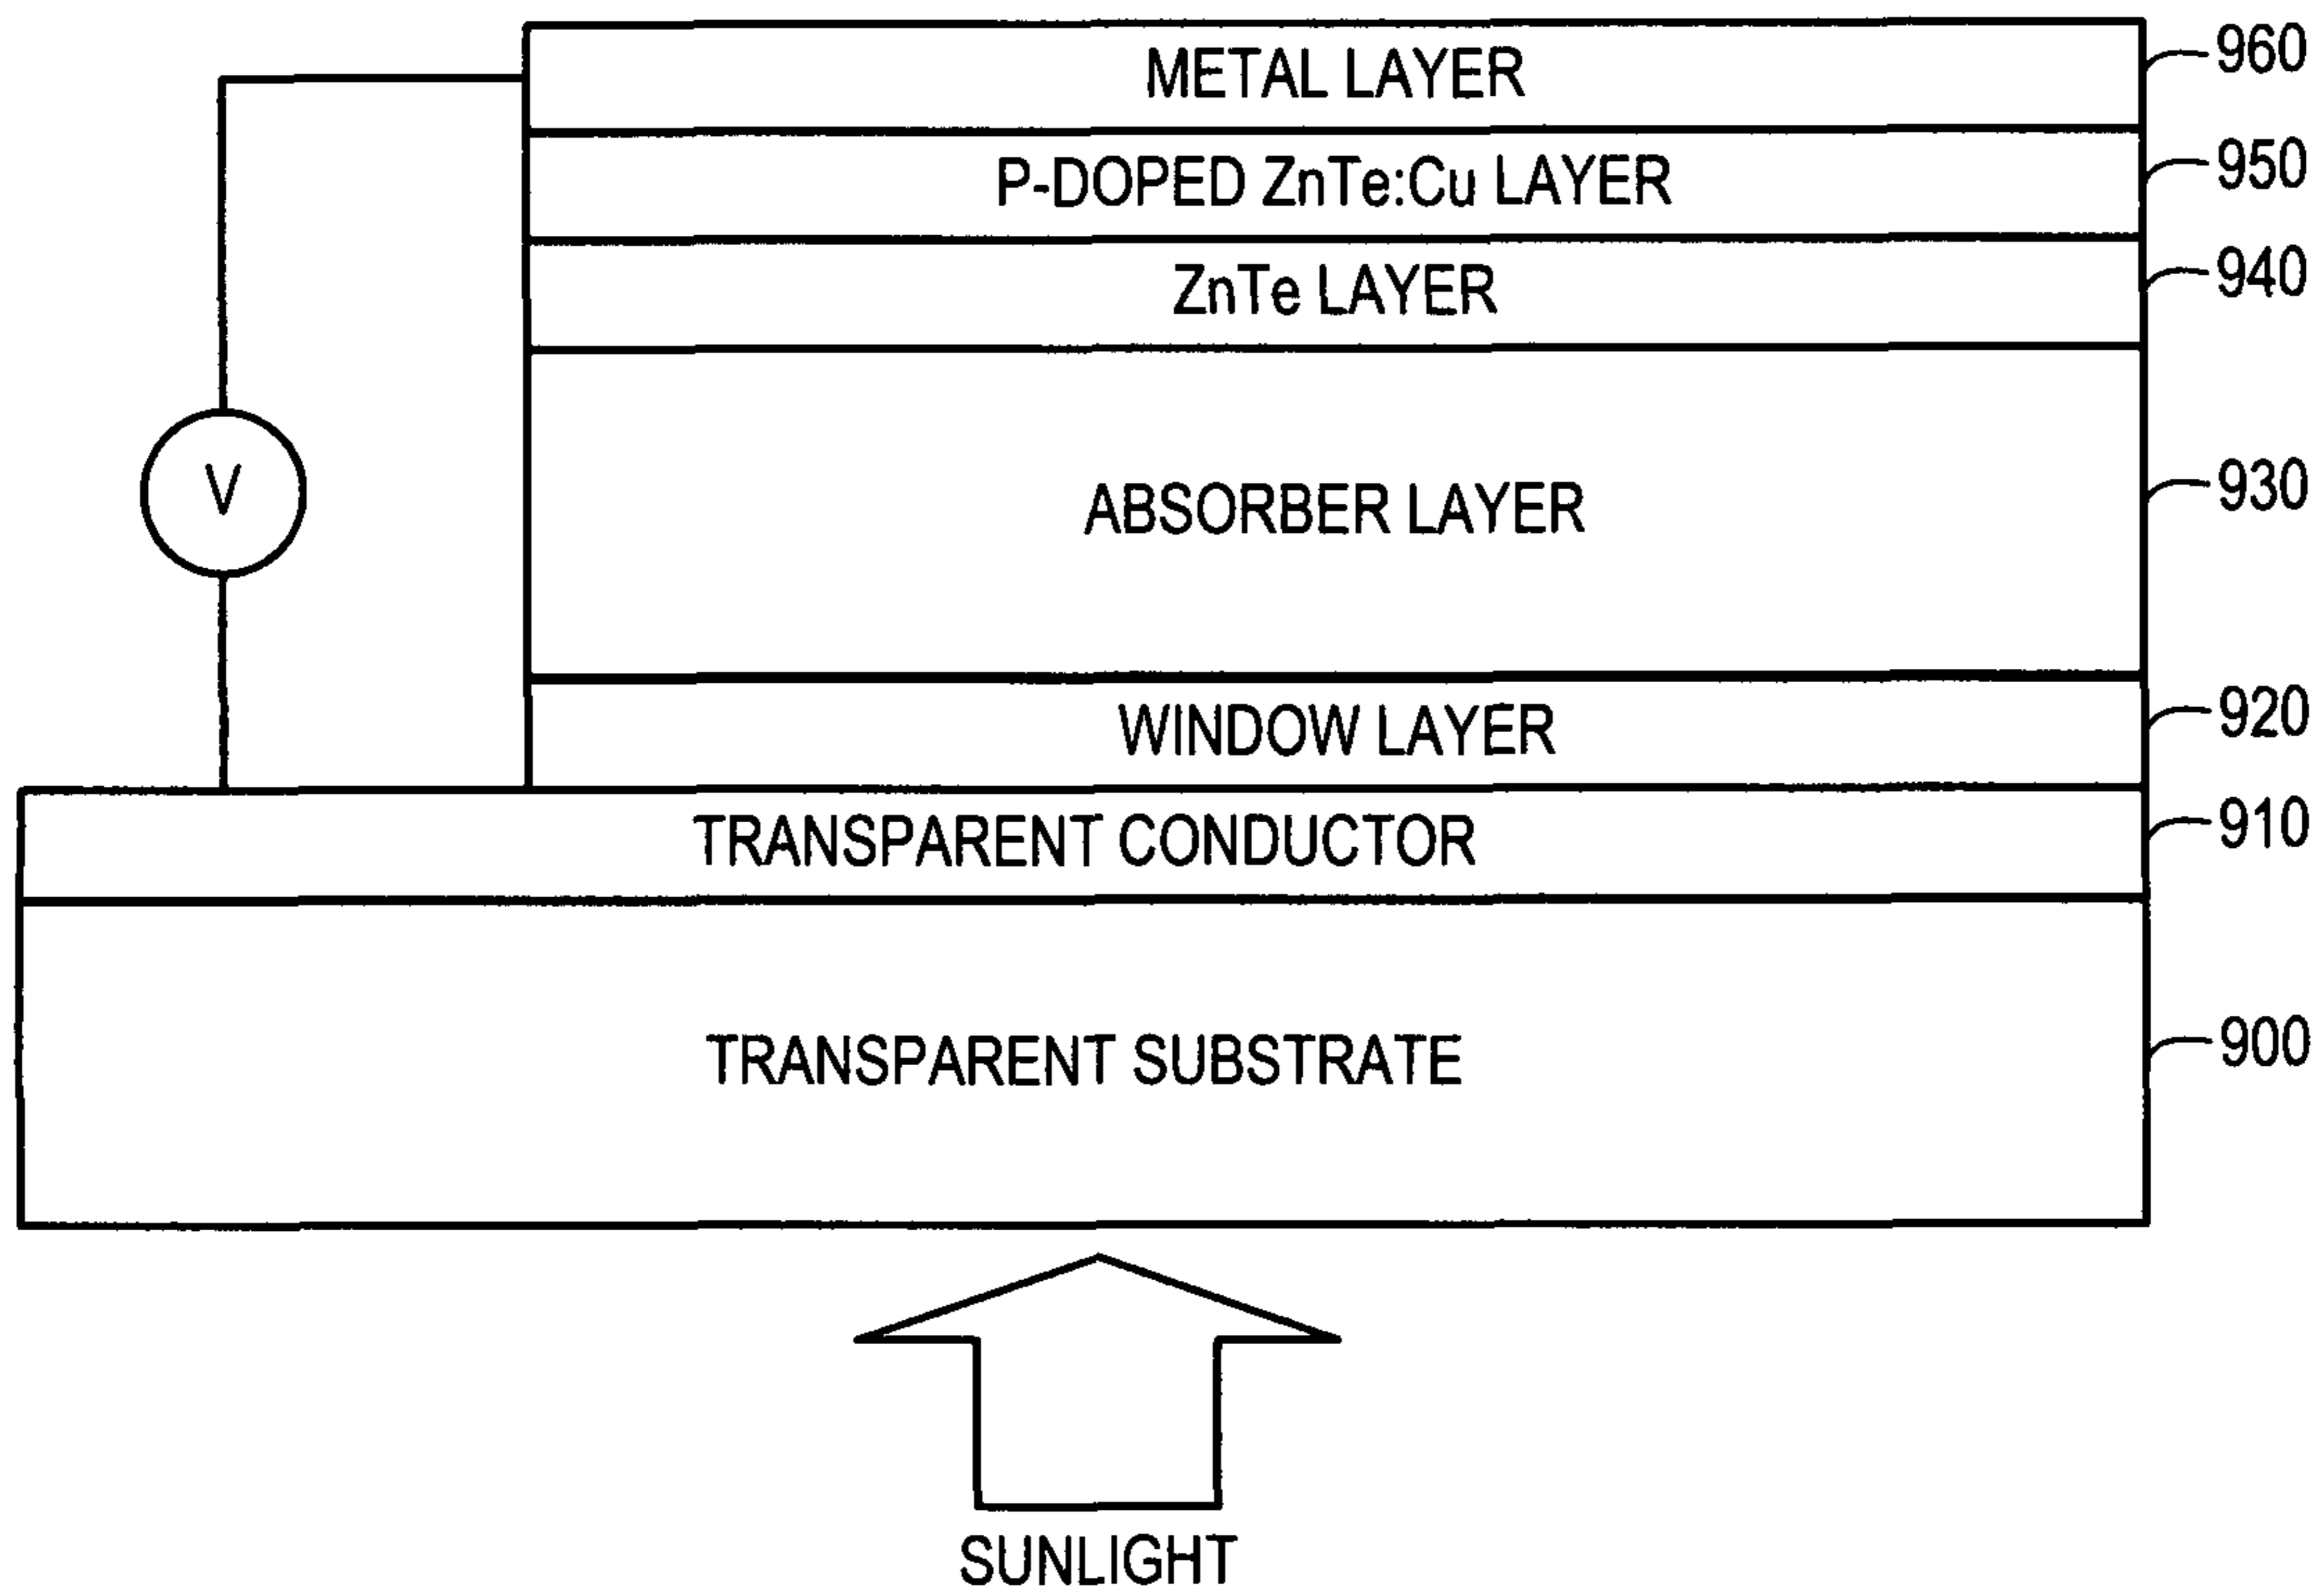 METAL LAYER 960
P-DOPED ZnTe:Cu LAYER 950
ZnTe LAYER 940
V
ABSORBER LAYER 930
WINDOW LAYER 920
TRANSPARENT CONDUCTOR 910
TRANSPARENT SUBSTRATE 900
SUNLIGHT